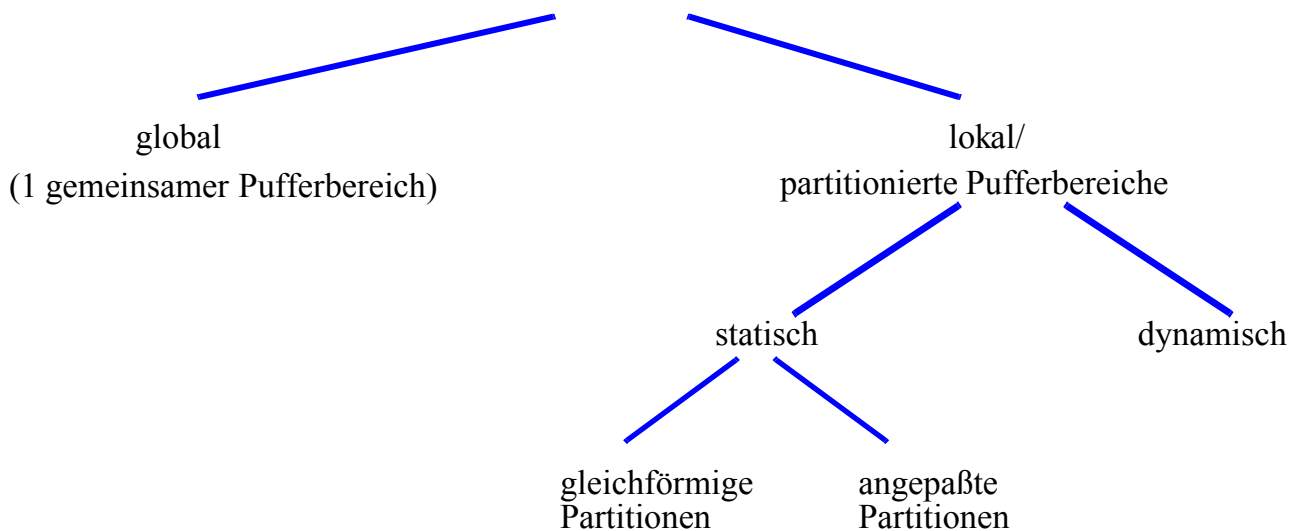 global
(1 gemeinsamer Pufferbereich)
lokal/
partitionierte Pufferbereiche
statisch
dynamisch
gleichförmige
Partitionen
angepaßte
Partitionen